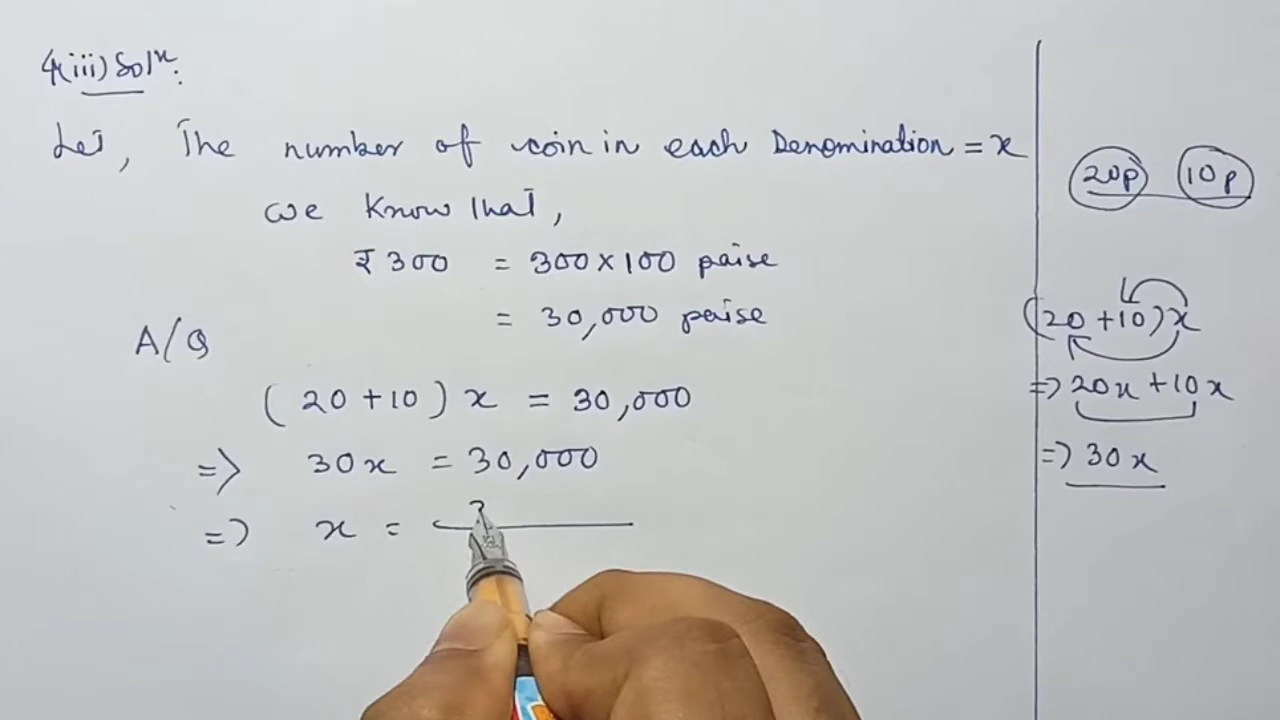 4(iii) Solⁿ:
Let, The number of coin in each Denomination = x
we know that,
₹ 300 = 300 × 100 paise
= 30,000 paise
A/Q
(20 + 10) x = 30,000
=> 30x = 30,000
=> x = 3
20p 10p
(20 + 10) x
=> 20x + 10x
=> 30x